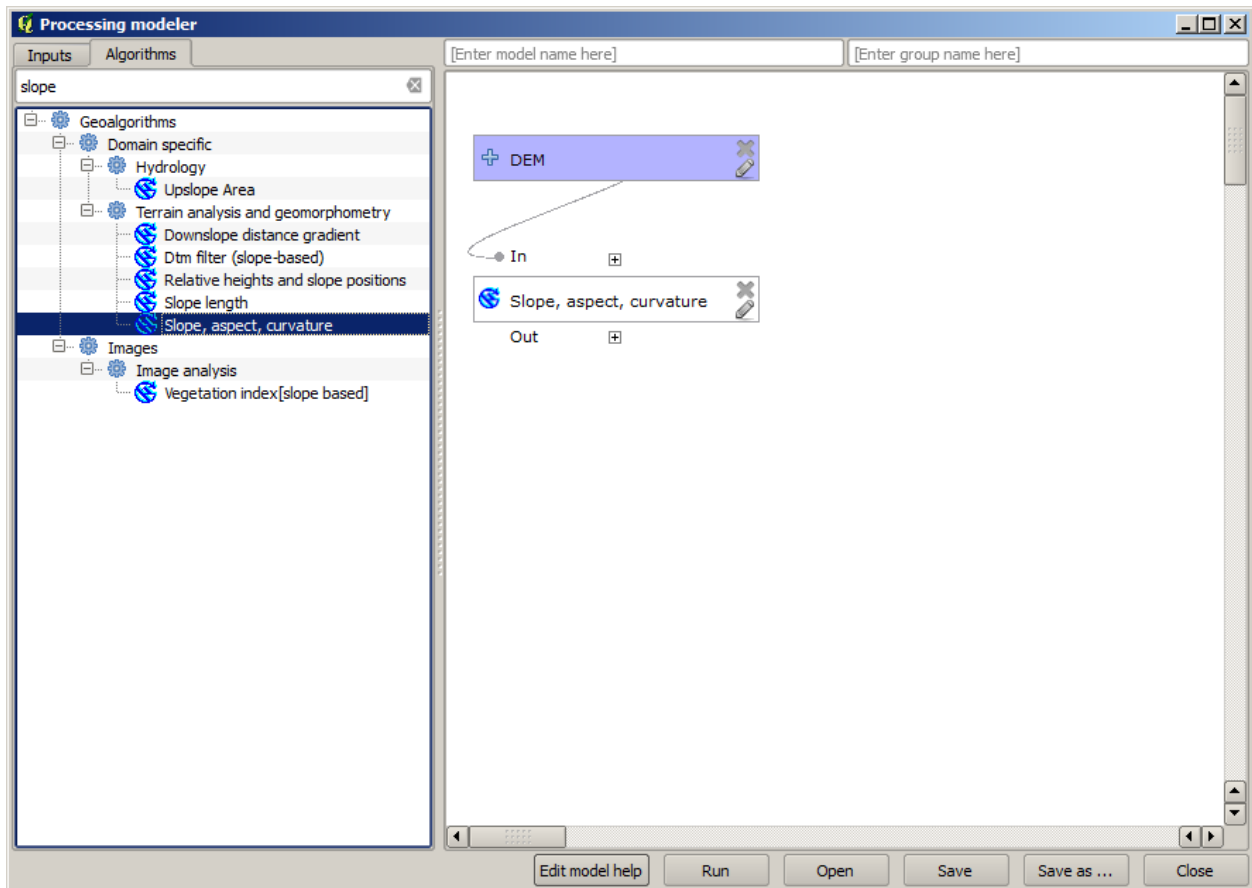 Processing modeler
Inputs
Algorithms
[Enter model name here]
[Enter group name here]
slope
Geoalgorithms
Domain specific
Hydrology
Upslope Area
Terrain analysis and geomorphometry
Downslope distance gradient
Dtm filter (slope-based)
Relative heights and slope positions
Slope length
Slope, aspect, curvature
Images
Image analysis
Vegetation index[slope based]
DEM
In
Slope, aspect, curvature
Out
Edit model help
Run
Open
Save
Save as ...
Close